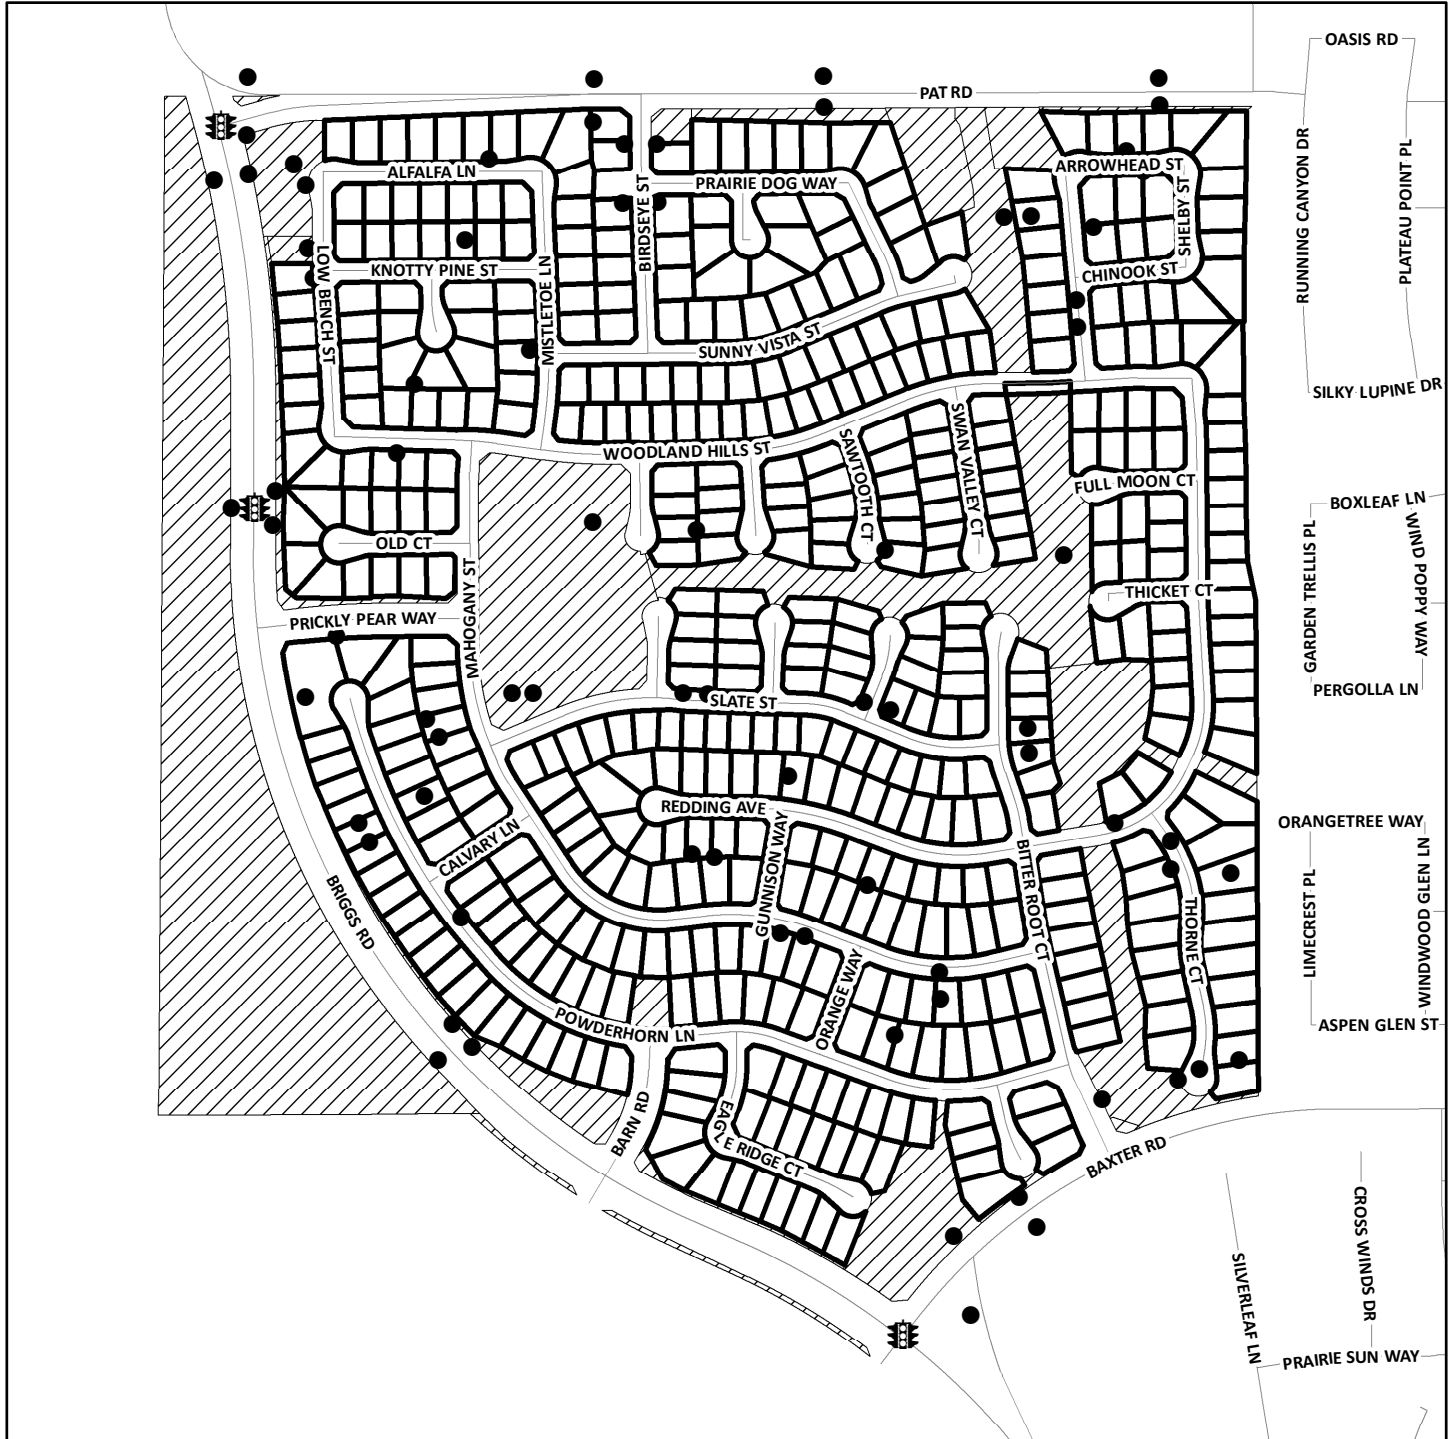 OASIS RD
PAT RD
RUNNING CANYON DR
PLATEAU POINT PL
ALFALFA LN
PRAIRIE DOG WAY
ARROWHEAD ST
SHELBY ST
BIRDSEYE ST
LOW BENCH ST
KNOTTY PINE ST
MISTLETOE LN
CHINOOK ST
SUNNY VISTA ST
SILKY LUPINE DR
WOODLAND HILLS ST
SAWTOOTH CT
SWAN VALLEY CT
FULL MOON CT
BOXLEAF LN
WIND POPPY WAY
GARDEN TRELLIS PL
OLD CT
THICKET CT
PRICKLY PEAR WAY
MAHOGANY ST
PERGOLLA LN
SLATE ST
REDDING AVE
CALVARY LN
GUNNISON WAY
BITTER ROOT CT
ORANGETREE WAY
LIMECREST PL
WINDWOOD GLEN LN
BRIGGS RD
THORNE CT
ORANGE WAY
POWDERHORN LN
ASPEN GLEN ST
BARN RD
EAGLE RIDGE CT
BAXTER RD
CROSS WINDS DR
SILVERLEAF LN
PRAIRIE SUN WAY